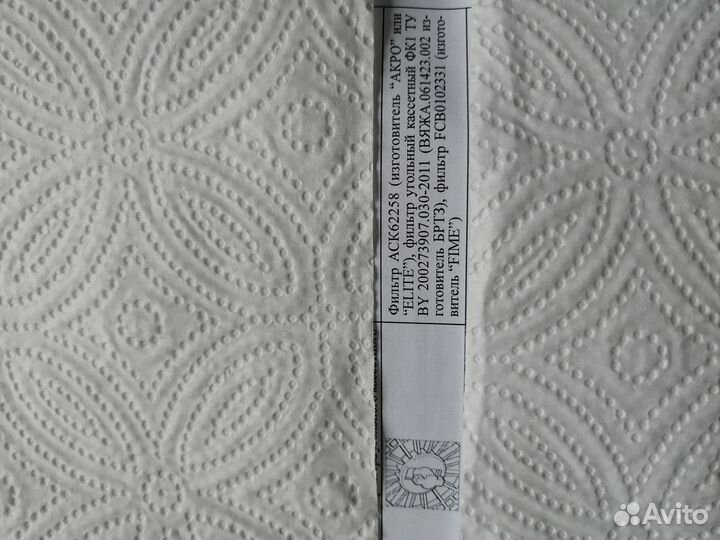 Фильтр АСК62258 (изготовитель “АКРО” или
“ELITE”), фильтр угольный кассетный ФК1 ТУ
BY 200273907.030-2011 (ВЯЖА.061423.002 из-
готовитель БРТЗ), фильтр FCB0102331 (изгото-
витель “FIME”)
Avito